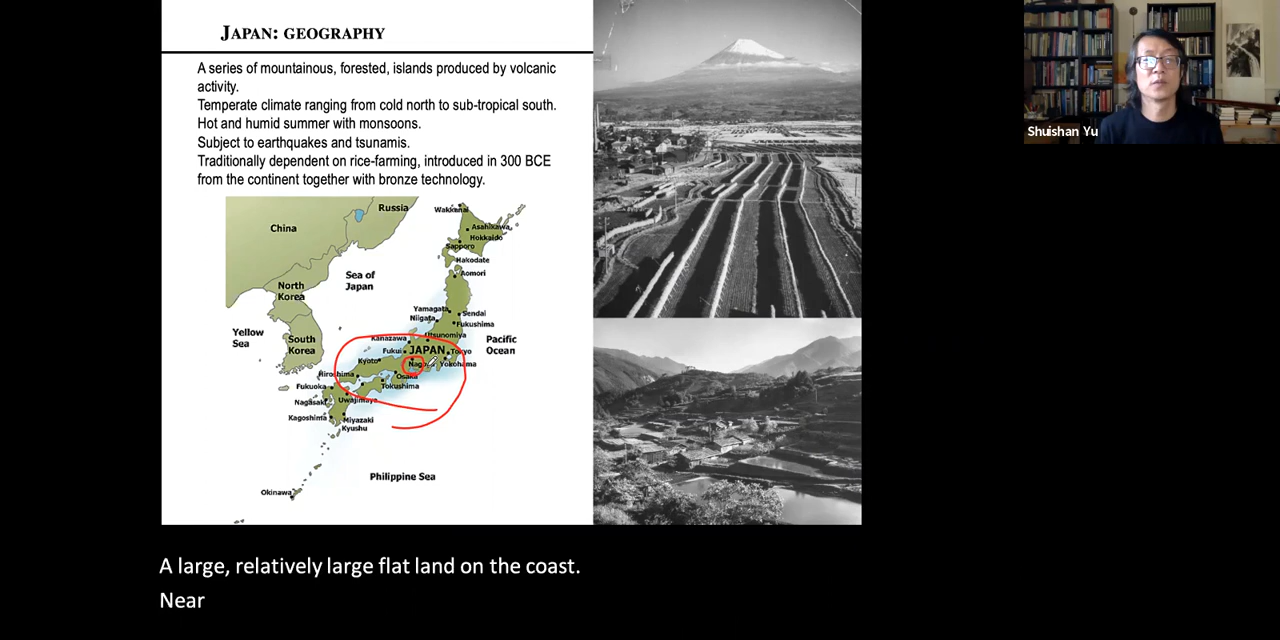 JAPAN: GEOGRAPHY
A series of mountainous, forested, islands produced by volcanic
activity.
Temperate climate ranging from cold north to sub-tropical south.
Hot and humid summer with monsoons.
Subject to earthquakes and tsunamis.
Traditionally dependent on rice-farming, introduced in 300 BCE
from the continent together with bronze technology.
Shuishan Yu
Russia
Wakkanai
China
Asahikawa
Hokkaido
Sapporo
Hakodate
Aomori
Sea of
Japan
North
Korea
Yamagata
Niigata
Sendai
Fukushima
Yellow
Sea
South
Korea
Kanazawa
Utsunomiya
Pacific
Ocean
Fukui
JAPAN
Tokyo
Kyoto
Yokohama
Hiroshima
Osaka
Fukuoka
Tokushima
Nagasaki
Uwajimaya
Kagoshima
Miyazaki
Kyushu
Philippine Sea
Okinawa
A large, relatively large flat land on the coast.
Near